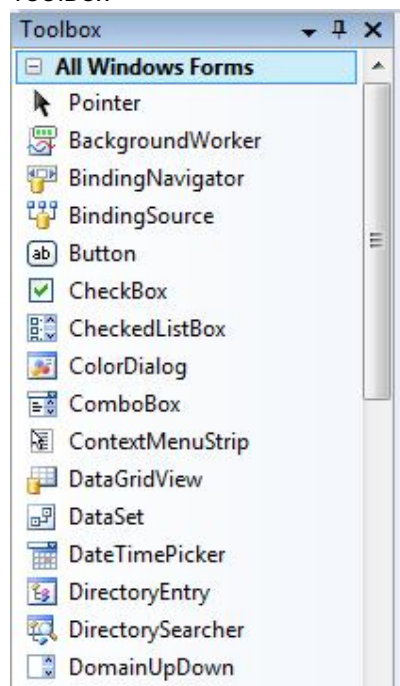 Toolbox
All Windows Forms
Pointer
BackgroundWorker
BindingNavigator
BindingSource
ab Button
CheckBox
CheckedListBox
ColorDialog
ComboBox
ContextMenuStrip
DataGridView
DataSet
DateTimePicker
DirectoryEntry
DirectorySearcher
DomainUpDown